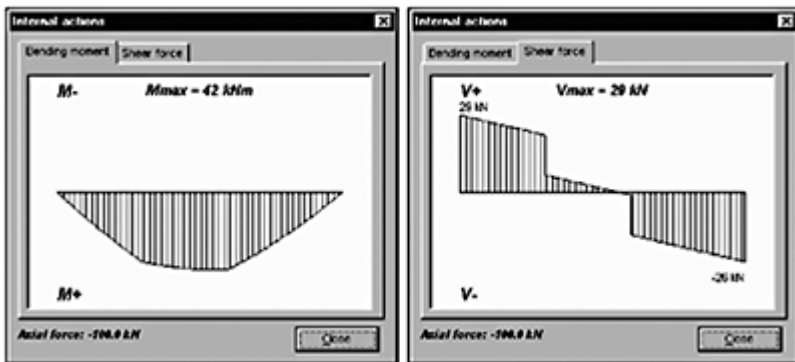 Internal actions
Bending moment Shear force
M- Mmax = 42 kNm
M+
Axial force: -100.0 kN Close
Internal actions
Bending moment Shear force
V+ Vmax = 29 kN
29 kN
-26 kN
V-
Axial force: -100.0 kN Close